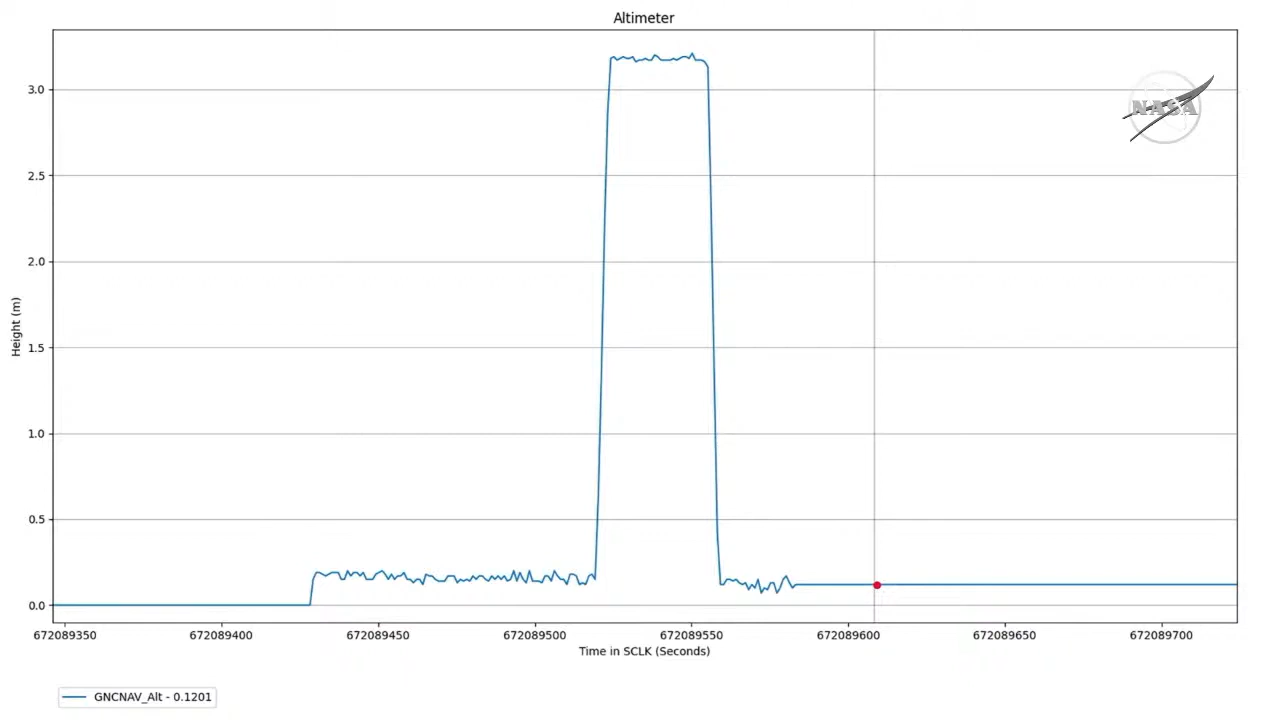 Altimeter
NASA
3.0
2.5
2.0
1.5
1.0
0.5
0.0
Height (m)
672089350 672089400 672089450 672089500 672089550 672089600 672089650 672089700
Time in SCLK (Seconds)
GNCNAV_Alt - 0.1201